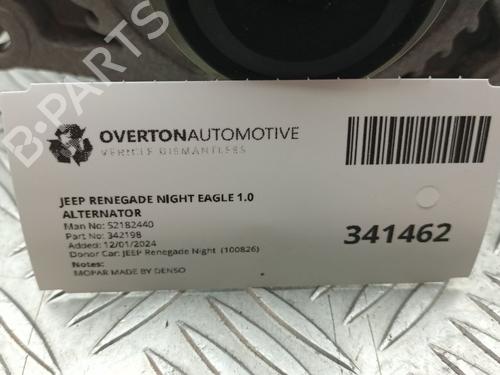 B-PARTS
OVERTONAUTOMOTIVE
VEHICLE DISMANTLERS
JEEP RENEGADE NIGHT EAGLE 1.0
ALTERNATOR
Man No: 52182440
Part No: 342198
Added: 12/01/2024
Donor Car: JEEP Renegade Night (100826)
Notes:
MOPAR MADE BY DENSO
341462